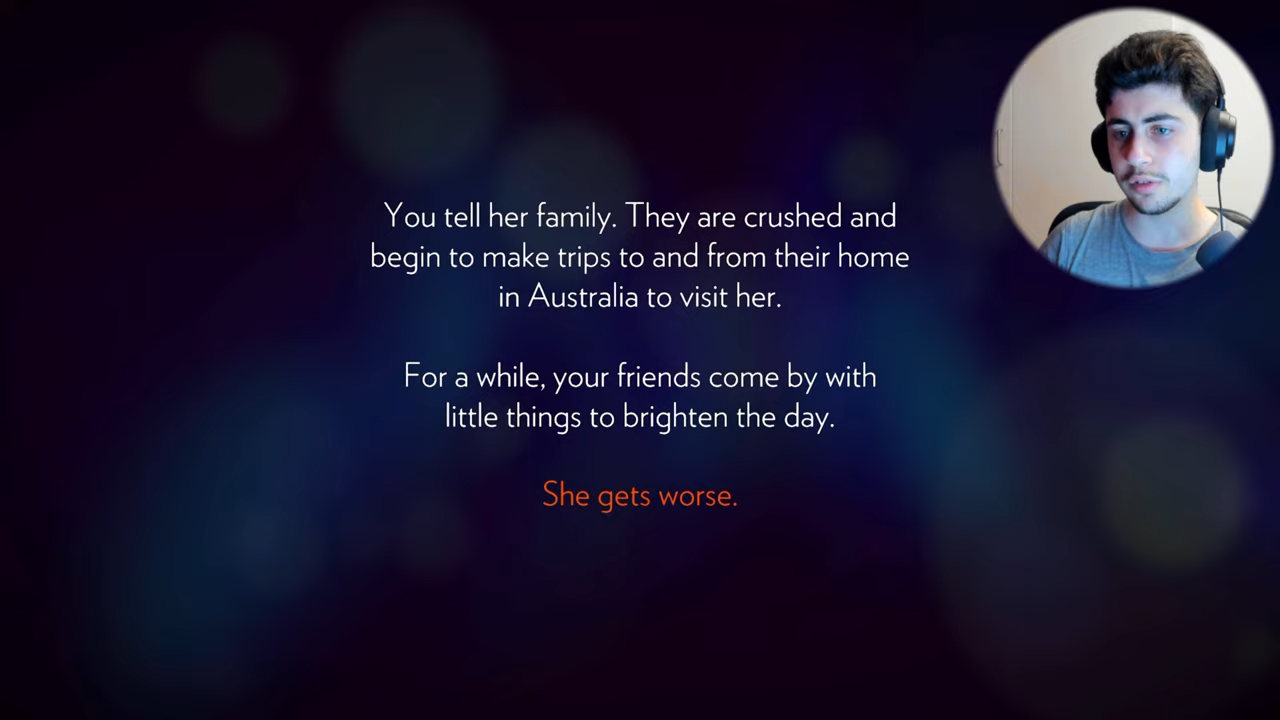 You tell her family. They are crushed and
begin to make trips to and from their home
in Australia to visit her.
For a while, your friends come by with
little things to brighten the day.
She gets worse.